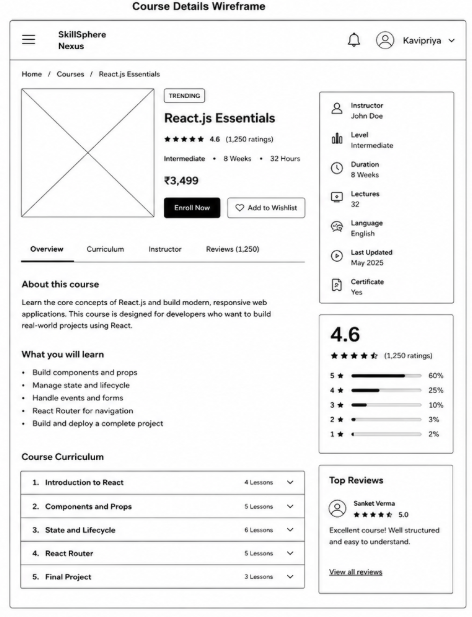 Course Details Wireframe
SkillSphere
Nexus
Kavipriya
Home / Courses / React.js Essentials
TRENDING
React.js Essentials
4.6 (1,250 ratings)
Intermediate • 8 Weeks • 32 Hours
₹3,499
Enroll Now
Add to Wishlist
Overview Curriculum Instructor Reviews (1,250)
About this course
Learn the core concepts of React.js and build modern, responsive web
applications. This course is designed for developers who want to build
real-world projects using React.
What you will learn
• Build components and props
• Manage state and lifecycle
• Handle events and forms
• React Router for navigation
• Build and deploy a complete project
Course Curriculum
1. Introduction to React 4 Lessons
2. Components and Props 5 Lessons
3. State and Lifecycle 6 Lessons
4. React Router 5 Lessons
5. Final Project 3 Lessons
Instructor
John Doe
Level
Intermediate
Duration
8 Weeks
Lectures
32
Language
English
Last Updated
May 2025
Certificate
Yes
4.6
(1,250 ratings)
5 ★ 60%
4 ★ 25%
3 ★ 10%
2 ★ 3%
1 ★ 2%
Top Reviews
Sanket Verma
5.0
Excellent course! Well structured
and easy to understand.
View all reviews